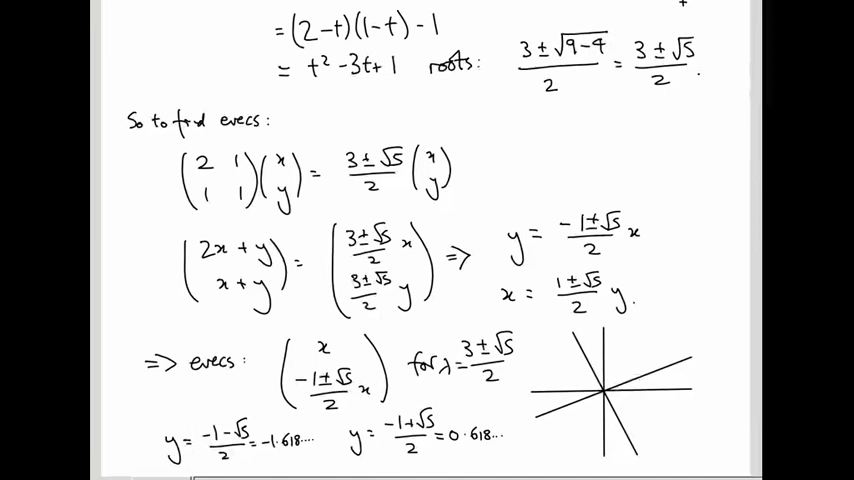 = (2-t)(1-t) - 1
= t² - 3t + 1 roots: (3 ± √(9-4))/2 = (3 ± √5)/2 .
So to find evecs:
(2 1; 1 1)(x; y) = (3 ± √5)/2 (x; y)
(2x + y; x + y) = ((3 ± √5)/2 x; (3 ± √5)/2 y) => y = (-1 ± √5)/2 x
x = (1 ± √5)/2 y.
=> evecs: (x; (-1 ± √5)/2 x) for λ = (3 ± √5)/2
y = (-1 - √5)/2 = -1.618.... y = (-1 + √5)/2 = 0.618...